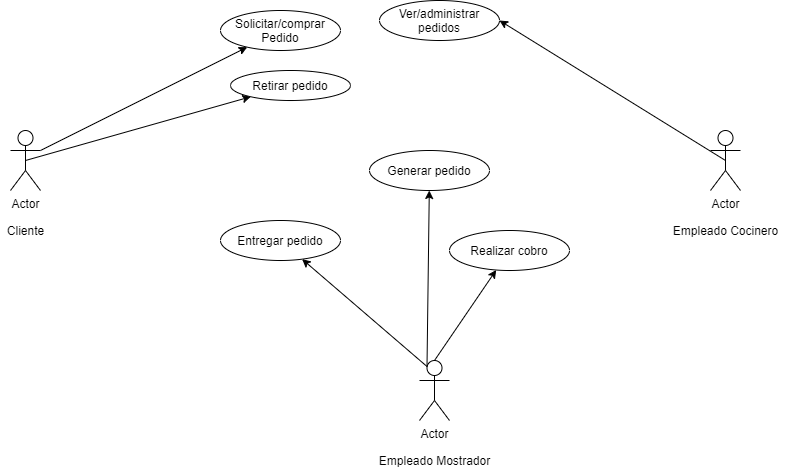 Solicitar/comprar
Pedido
Ver/administrar
pedidos
Retirar pedido
Generar pedido
Actor
Cliente
Actor
Empleado Cocinero
Entregar pedido
Realizar cobro
Actor
Empleado Mostrador